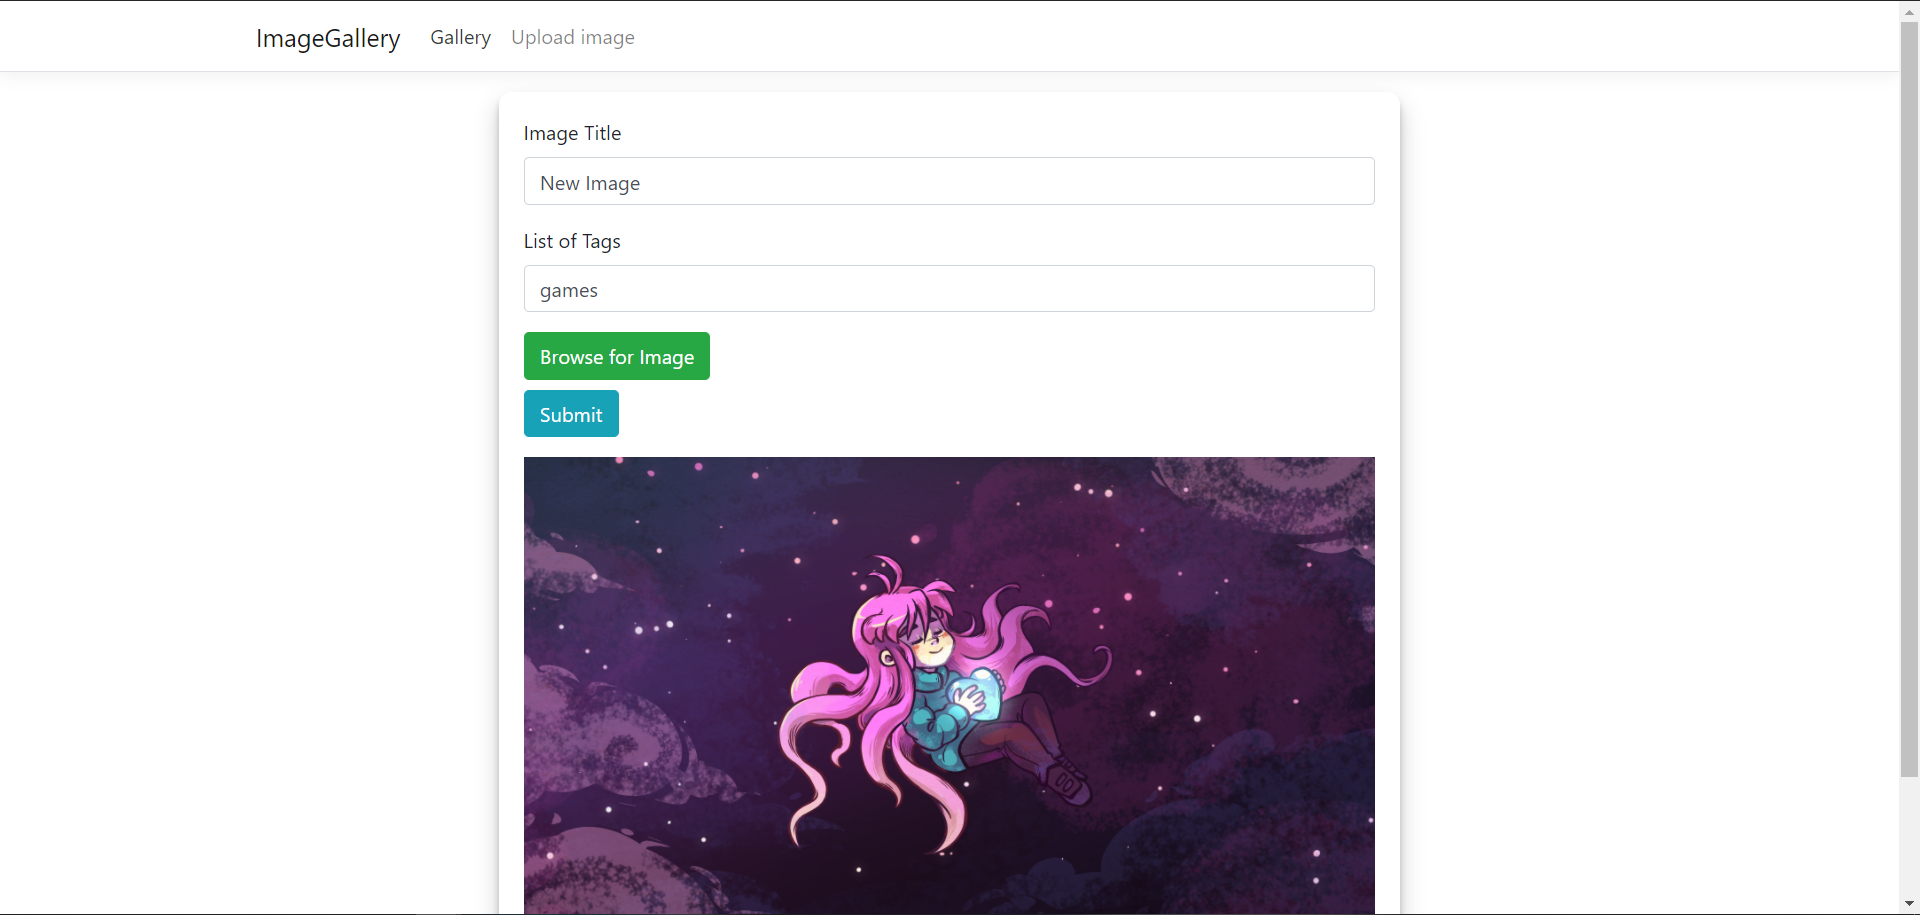 ImageGallery Gallery Upload image
Image Title
New Image
List of Tags
games
Browse for Image
Submit